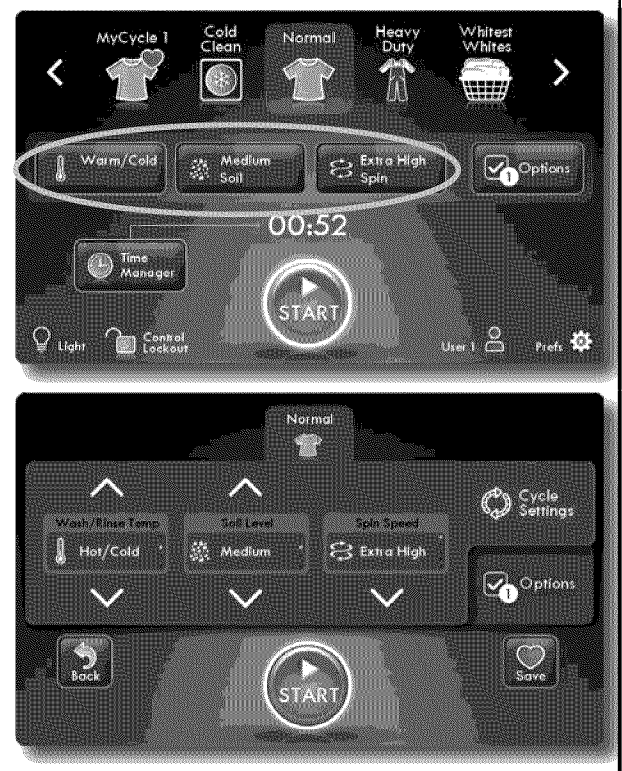 MyCycle 1
Cold
Clean
Normal
Heavy
Duty
Whitest
Whites
Warm/Cold
Medium
Soil
Extra High
Spin
1
Options
00:52
Time
Manager
START
Light
Control
Lockout
User 1
Prefs
Normal
Wash/Rinse Temp
Soil Level
Spin Speed
Hot/Cold
Medium
Extra High
Cycle
Settings
1
Options
Back
START
Save